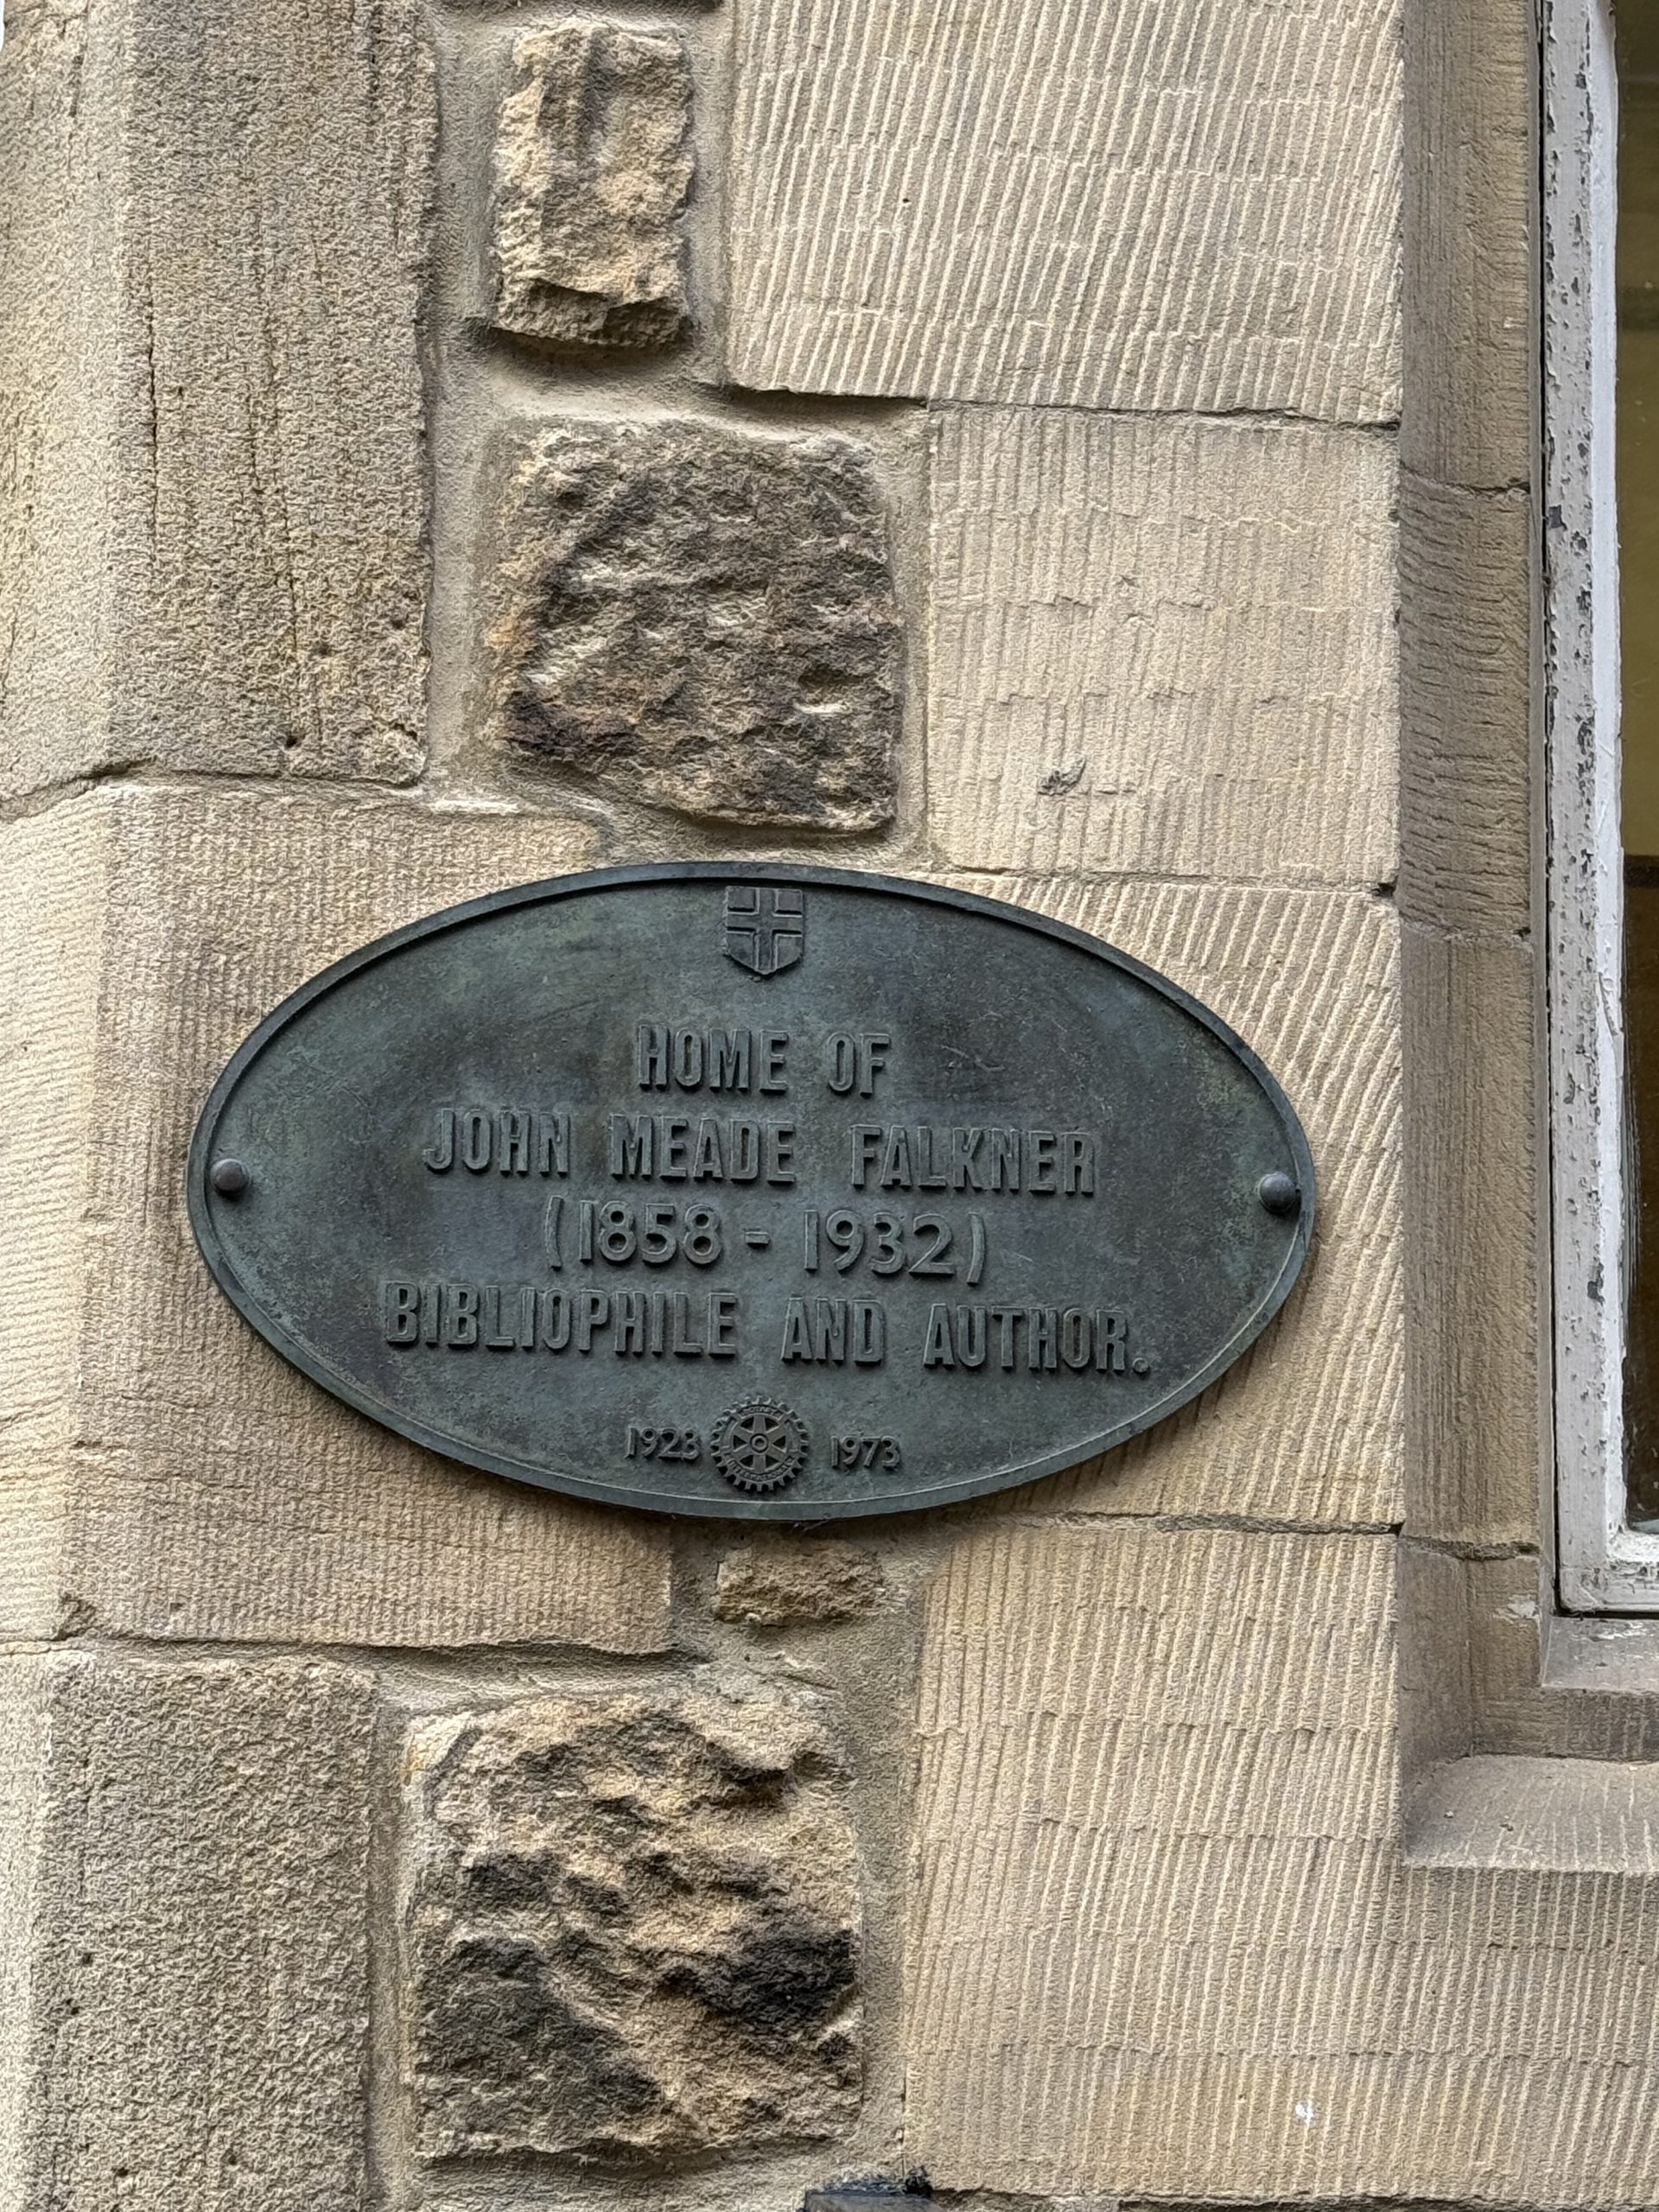 HOME OF
JOHN MEADE FALKNER
(1858 - 1932)
BIBLIOPHILE AND AUTHOR.
1923 1973